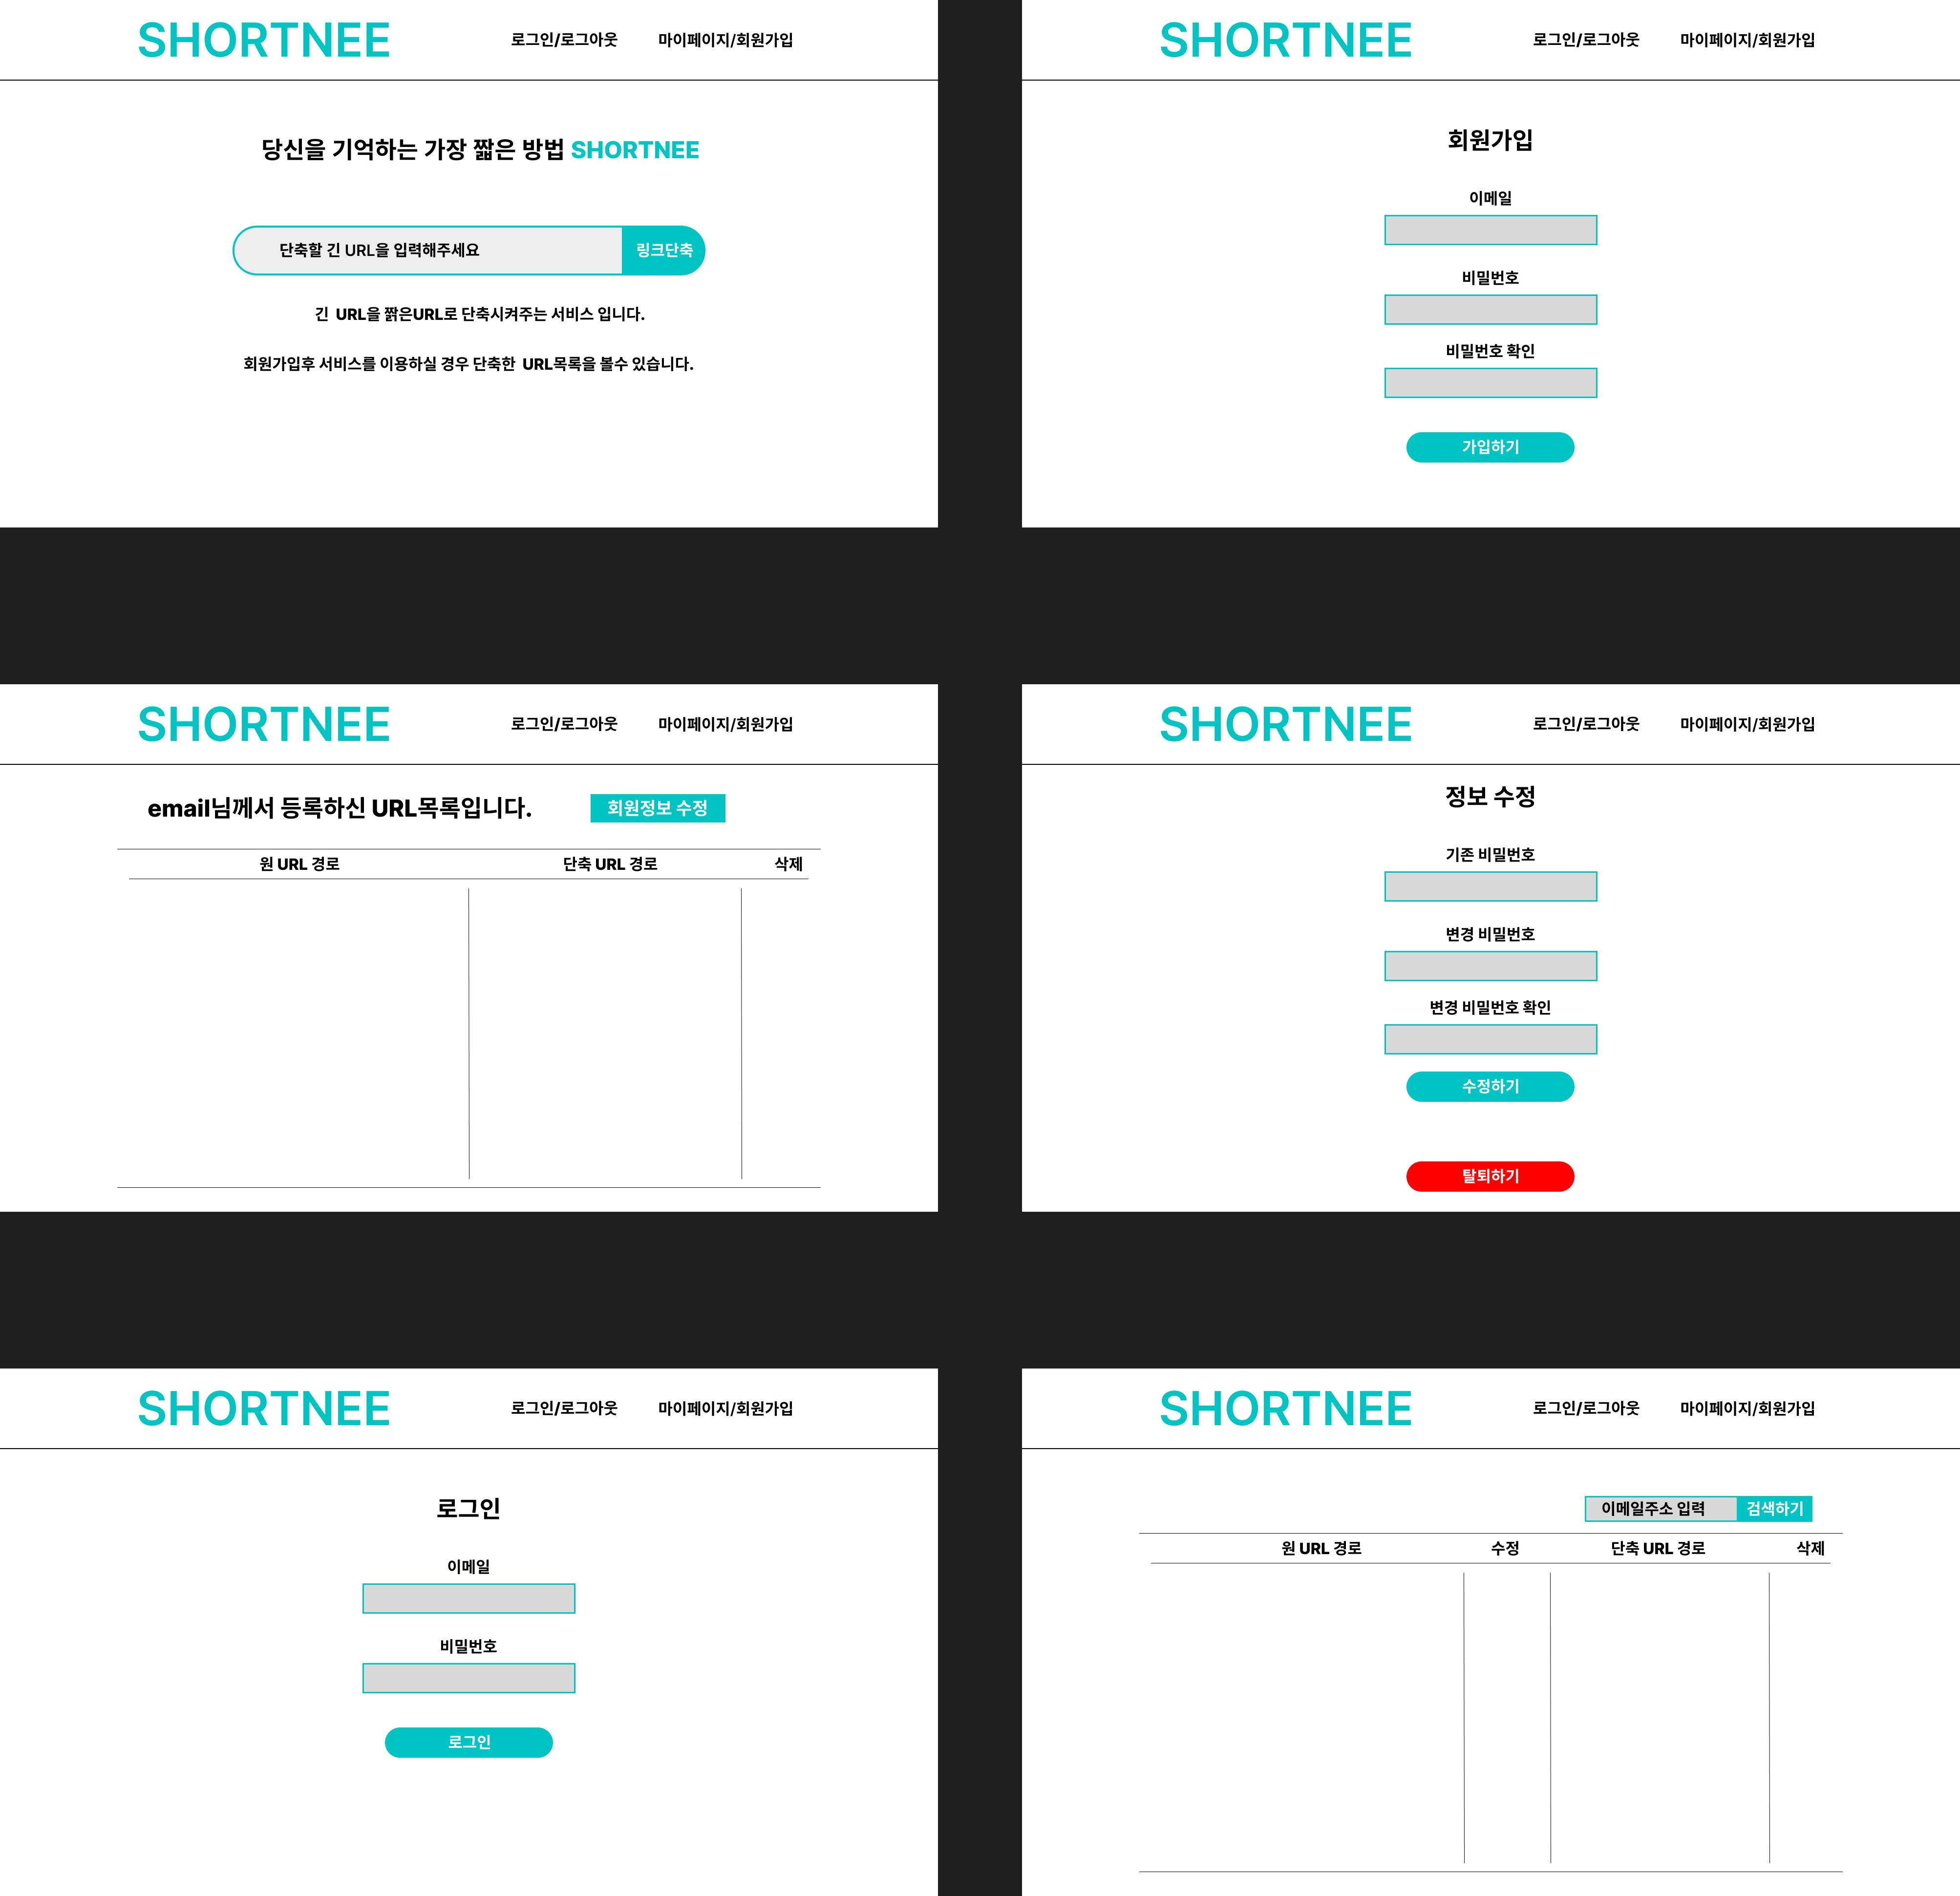 SHORTNEE 로그인/로그아웃 마이페이지/회원가입
당신을 기억하는 가장 짧은 방법 SHORTNEE
단축할 긴 URL을 입력해주세요 링크단축
긴 URL을 짧은URL로 단축시켜주는 서비스 입니다.
회원가입후 서비스를 이용하실 경우 단축한 URL목록을 볼수 있습니다.
SHORTNEE 로그인/로그아웃 마이페이지/회원가입
회원가입
이메일
비밀번호
비밀번호 확인
가입하기
SHORTNEE 로그인/로그아웃 마이페이지/회원가입
email님께서 등록하신 URL목록입니다. 회원정보 수정
원 URL 경로 단축 URL 경로 삭제
SHORTNEE 로그인/로그아웃 마이페이지/회원가입
정보 수정
기존 비밀번호
변경 비밀번호
변경 비밀번호 확인
수정하기
탈퇴하기
SHORTNEE 로그인/로그아웃 마이페이지/회원가입
로그인
이메일
비밀번호
로그인
SHORTNEE 로그인/로그아웃 마이페이지/회원가입
이메일주소 입력 검색하기
원 URL 경로 수정 단축 URL 경로 삭제